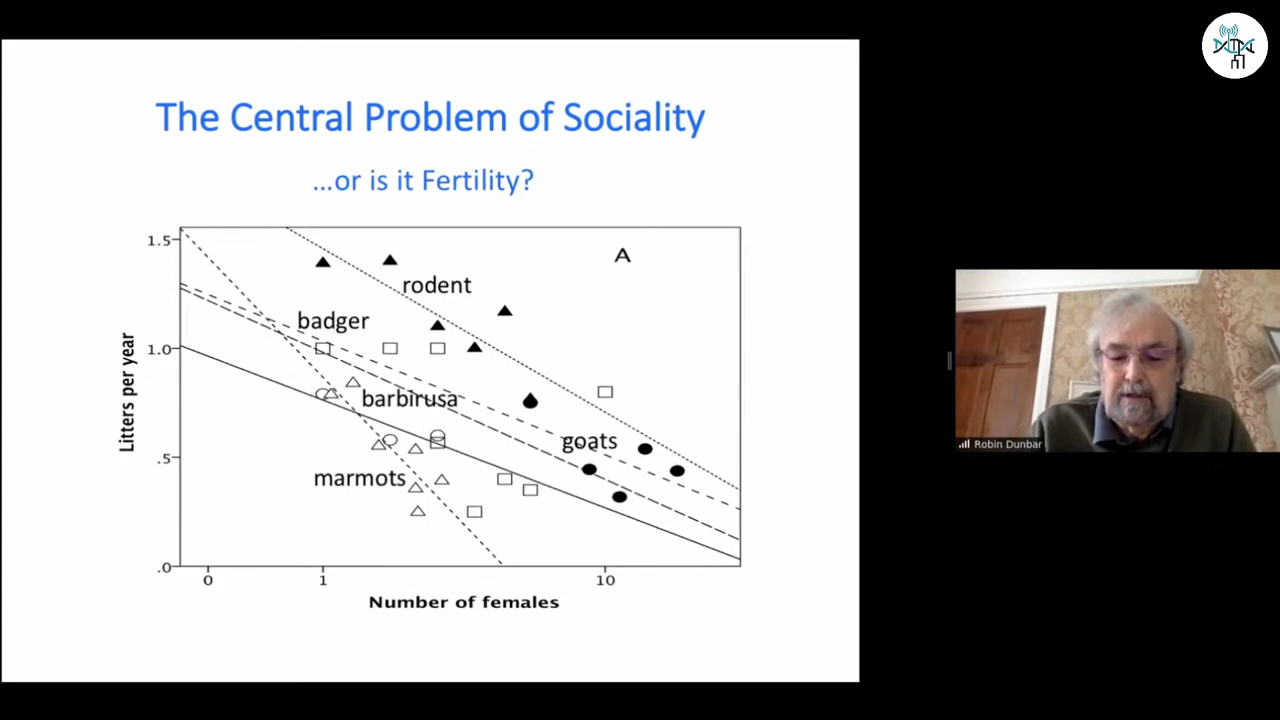 The Central Problem of Sociality
...or is it Fertility?
1.5
A
rodent
badger
1.0
barbirusa
Litters per year
goats
.5
marmots
.0
0
1
10
Number of females
Robin Dunbar